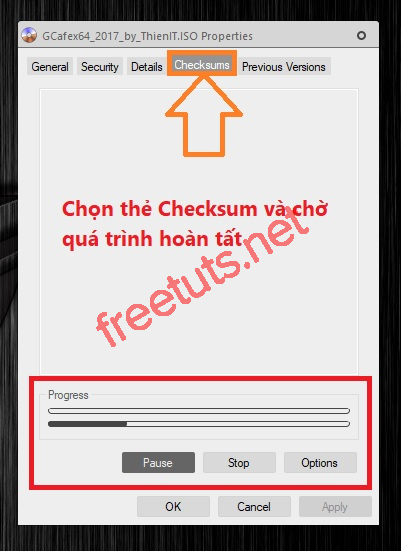 GCafex64_2017_by_ThienIT.ISO Properties
General Security Details Checksums Previous Versions
Chọn thẻ Checksum và chờ
quá trình hoàn tất
freetuts.net
Progress
Pause Stop Options
OK Cancel Apply